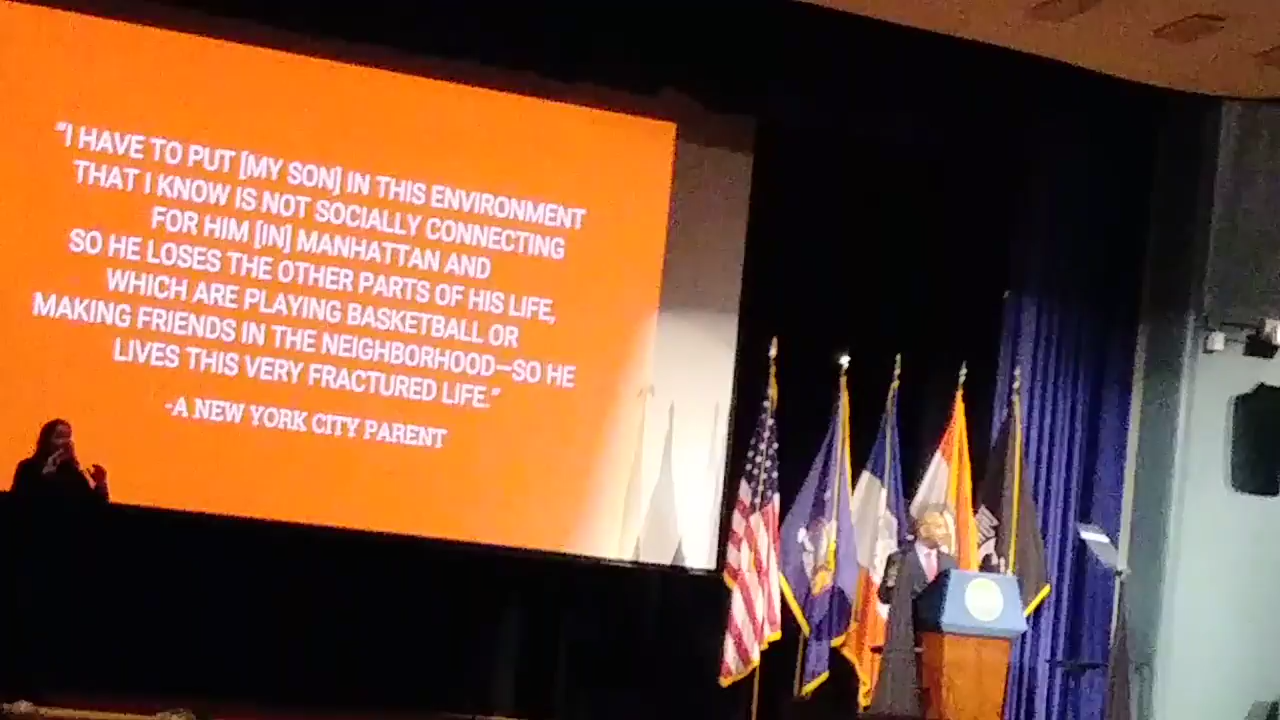 "I HAVE TO PUT [MY SON] IN THIS ENVIRONMENT
THAT I KNOW IS NOT SOCIALLY CONNECTING
FOR HIM [IN] MANHATTAN AND
SO HE LOSES THE OTHER PARTS OF HIS LIFE,
WHICH ARE PLAYING BASKETBALL OR
MAKING FRIENDS IN THE NEIGHBORHOOD—SO HE
LIVES THIS VERY FRACTURED LIFE."
-A NEW YORK CITY PARENT